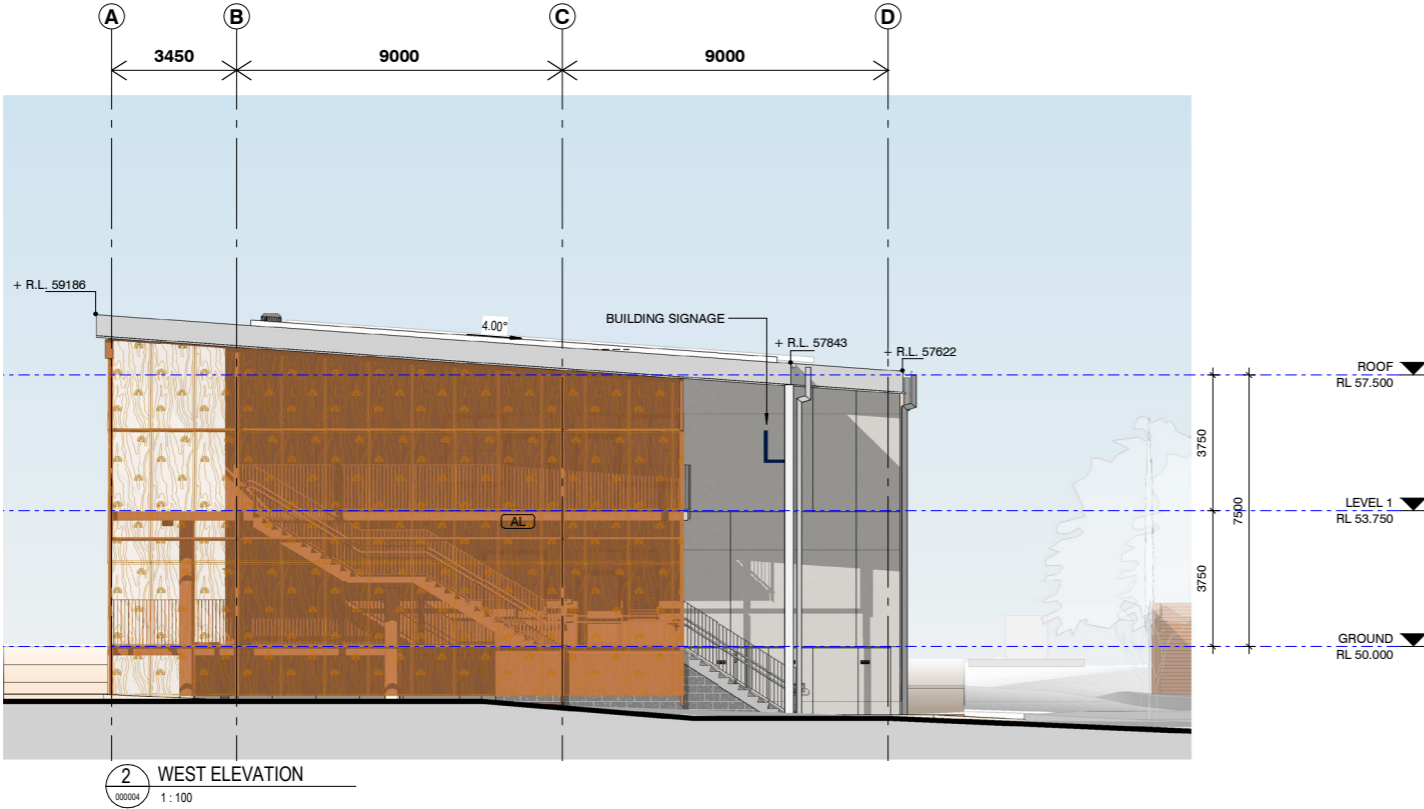 A B C D
3450 9000 9000
+ R.L. 59186
4.00°
BUILDING SIGNAGE
+ R.L. 57843
+ R.L. 57622
ROOF
RL 57.500
3750
LEVEL 1
RL 53.750
7500
AL
3750
GROUND
RL 50.000
2 WEST ELEVATION
000004 1 : 100